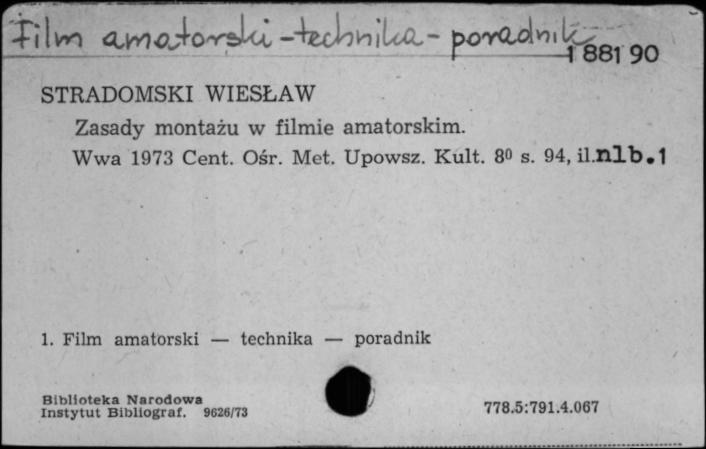 Film amatorski - technika - poradnik
1 881 90
STRADOMSKI WIESŁAW
Zasady montażu w filmie amatorskim.
Wwa 1973 Cent. Ośr. Met. Upowsz. Kult. 8⁰ s. 94, il. nlb. 1
1. Film amatorski — technika — poradnik
Biblioteka Narodowa
Instytut Bibliograf. 9626/73
778.5:791.4.067